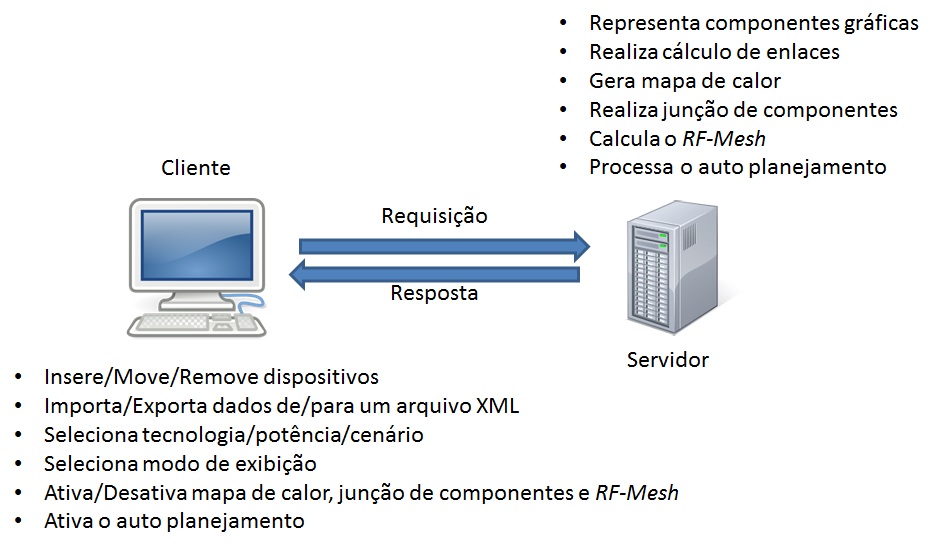 • Representa componentes gráficas
• Realiza cálculo de enlaces
• Gera mapa de calor
• Realiza junção de componentes
• Calcula o RF-Mesh
• Processa o auto planejamento
Cliente
Requisição
Resposta
Servidor
• Insere/Move/Remove dispositivos
• Importa/Exporta dados de/para um arquivo XML
• Seleciona tecnologia/potência/cenário
• Seleciona modo de exibição
• Ativa/Desativa mapa de calor, junção de componentes e RF-Mesh
• Ativa o auto planejamento